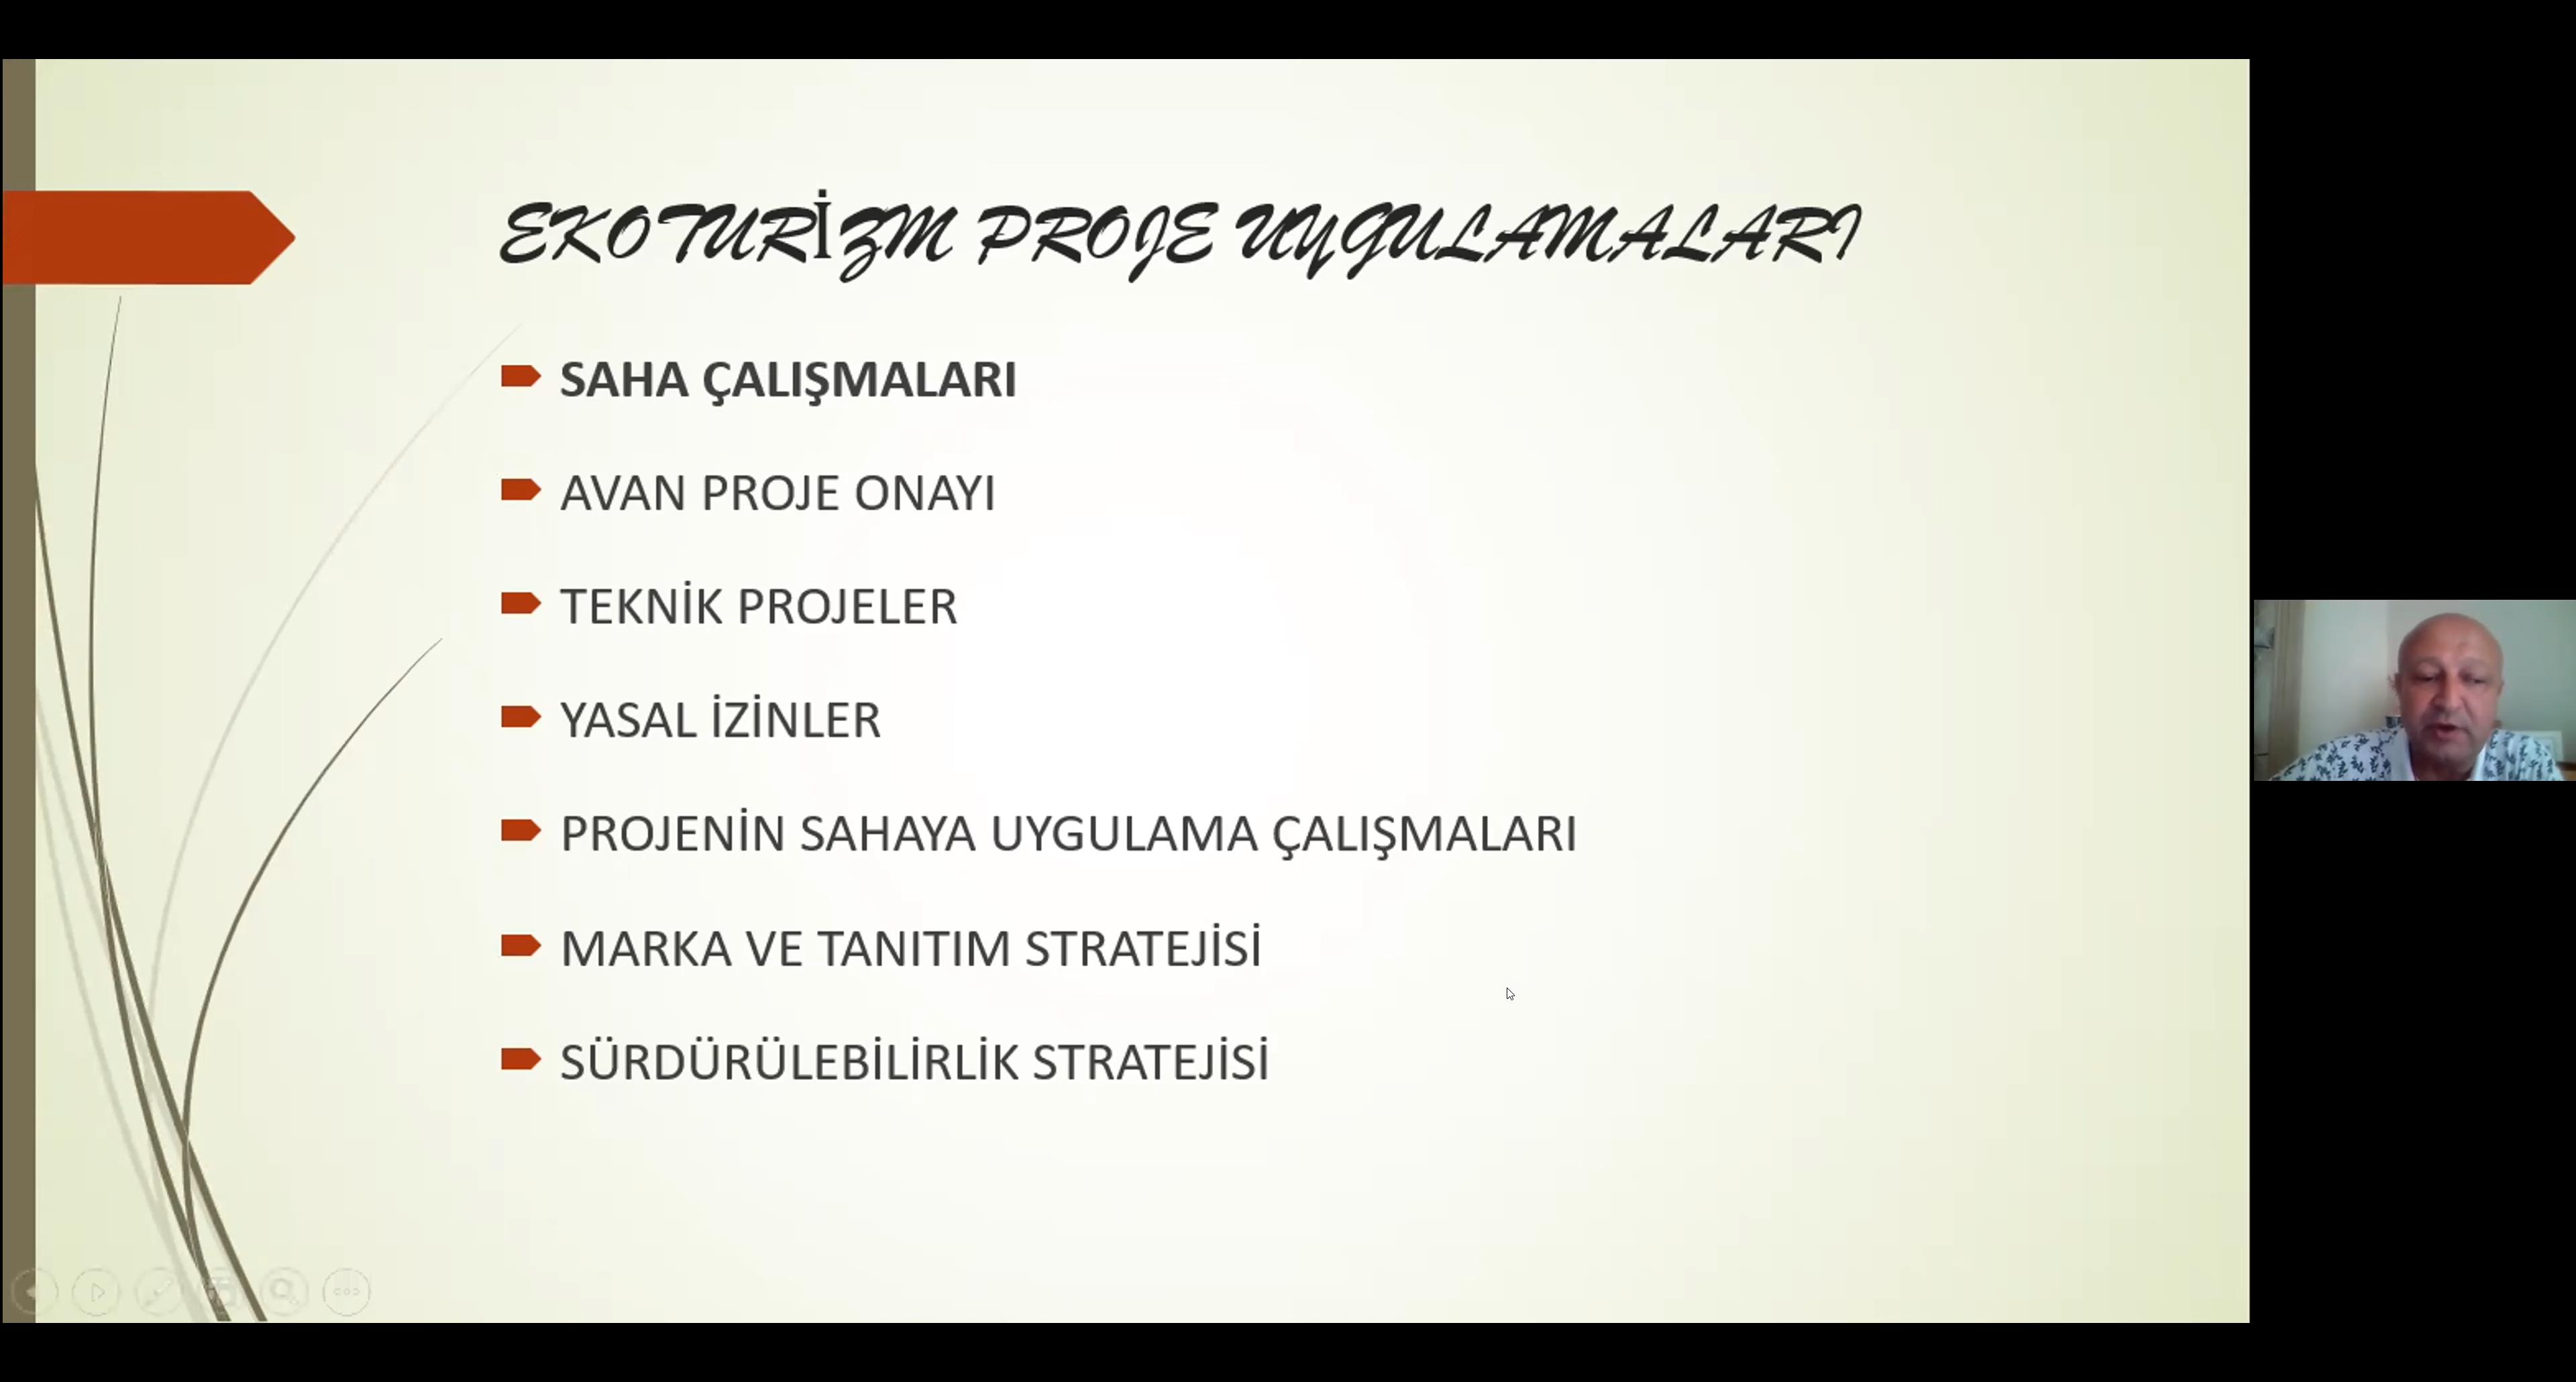 EKOTURİZM PROJE UYGULAMALARI
SAHA ÇALIŞMALARI
AVAN PROJE ONAYI
TEKNİK PROJELER
YASAL İZİNLER
PROJENİN SAHAYA UYGULAMA ÇALIŞMALARI
MARKA VE TANITIM STRATEJİSİ
SÜRDÜRÜLEBİLİRLİK STRATEJİSİ